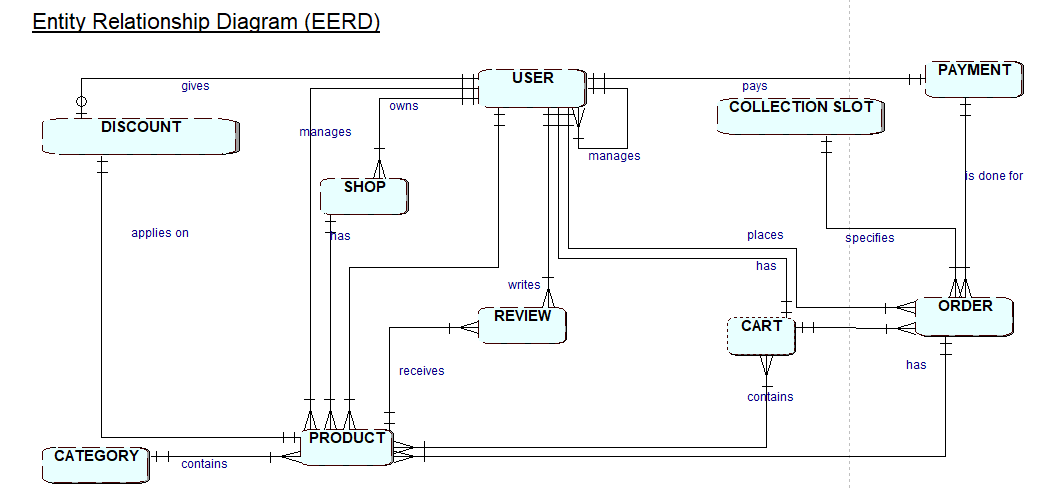 Entity Relationship Diagram (EERD)
USER
PAYMENT
gives
pays
owns
COLLECTION SLOT
DISCOUNT
manages
manages
is done for
SHOP
applies on
has
places
specifies
has
writes
ORDER
REVIEW
CART
has
receives
contains
PRODUCT
CATEGORY
contains